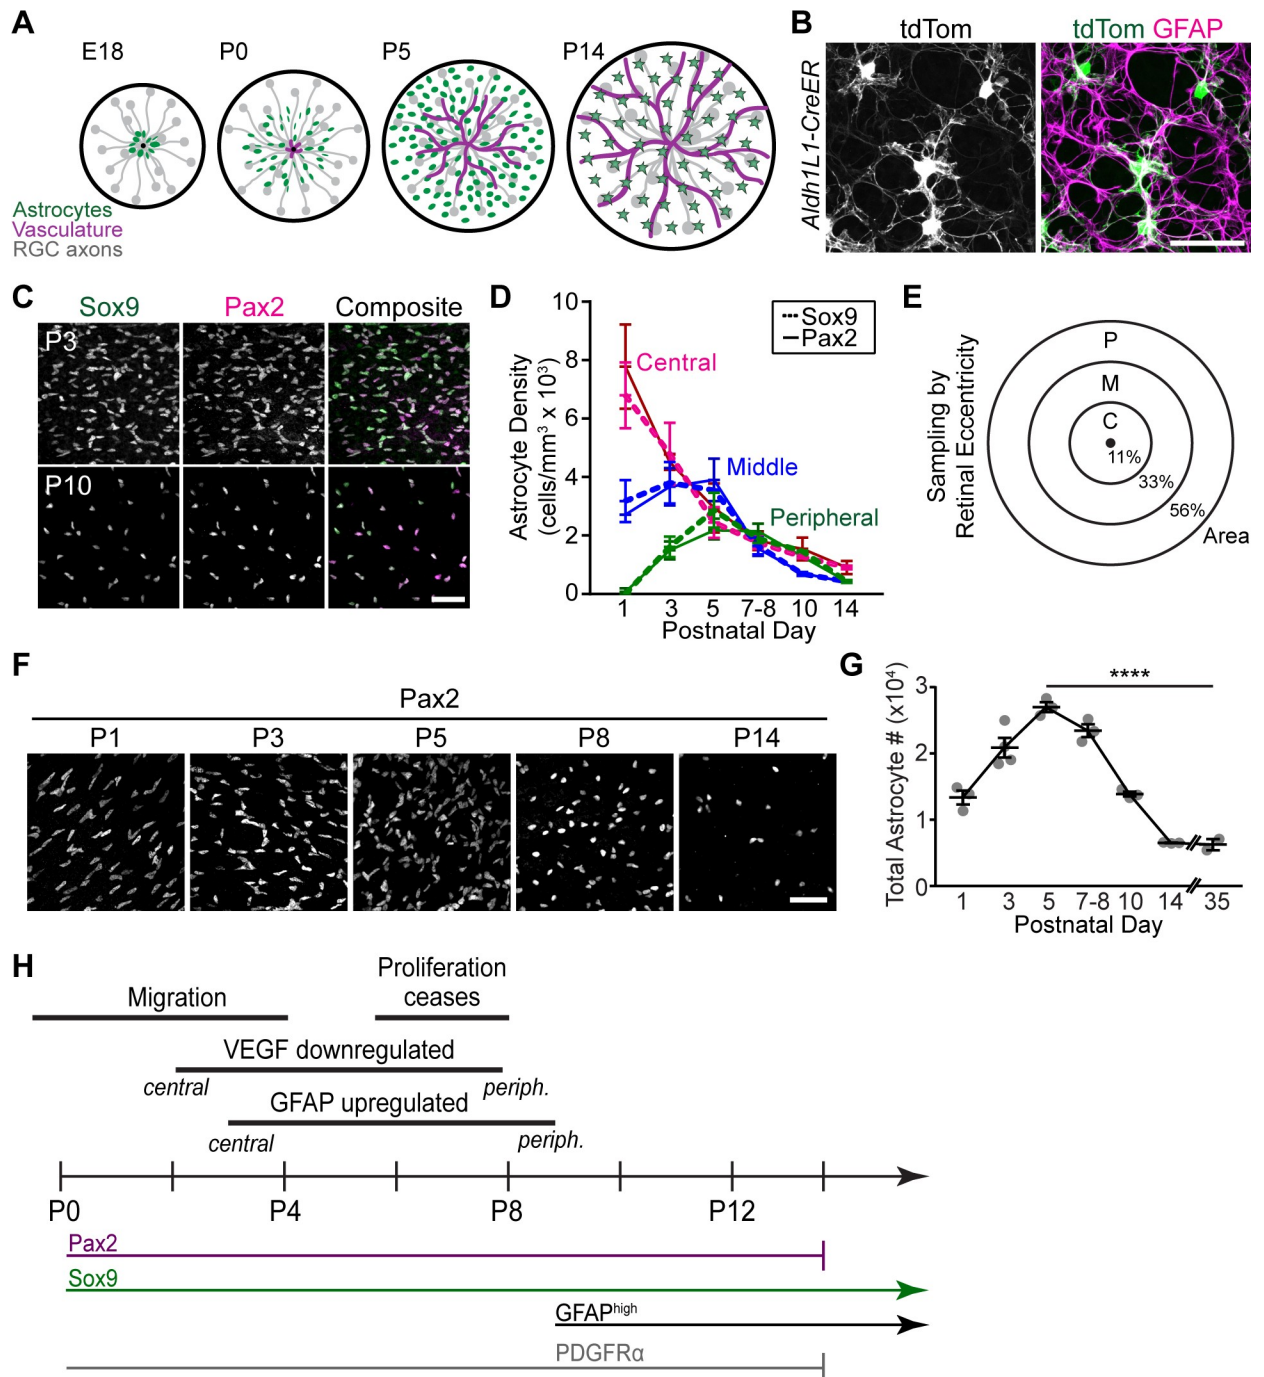 A
E18
P0
P5
P14
Astrocytes
Vasculature
RGC axons
B
tdTom
tdTom GFAP
Aldh1L1-CreER
C
Sox9
Pax2
Composite
P3
P10
D
Astrocyte Density
(cells/mm³ x 10³)
10
8
6
4
2
0
Sox9
Pax2
Central
Middle
Peripheral
1 3 5 7-8 10 14
Postnatal Day
E
Sampling by
Retinal Eccentricity
P
M
C
11%
33%
56%
Area
F
Pax2
P1
P3
P5
P8
P14
G
Total Astrocyte # (x10⁴)
3
2
1
0
****
1 3 5 7-8 10 14 35
Postnatal Day
H
Migration
Proliferation
ceases
VEGF downregulated
central
periph.
GFAP upregulated
central
periph.
P0
P4
P8
P12
Pax2
Sox9
GFAPʰⁱᵍʰ
PDGFRα